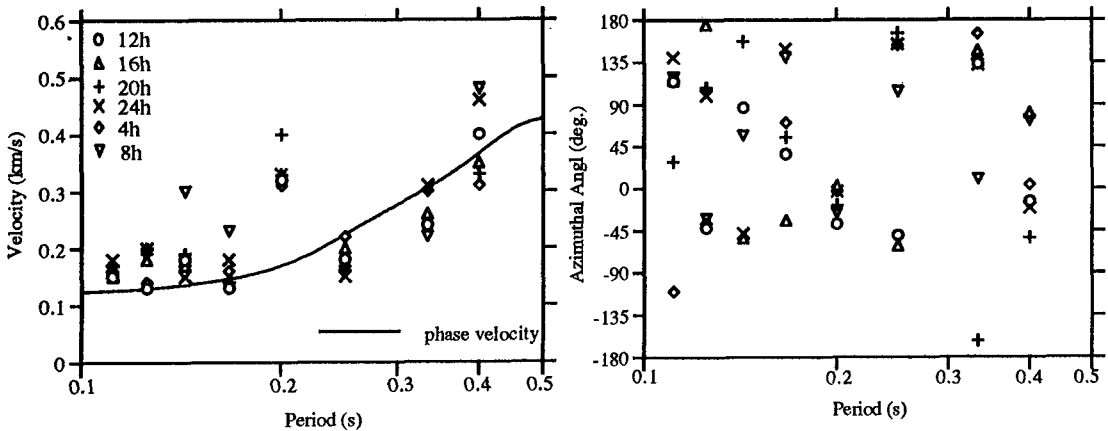 0.6
0.5
0.4
0.3
0.2
0.1
0
Velocity (km/s)
12h
16h
20h
24h
4h
8h
phase velocity
0.1 0.2 0.3 0.4 0.5
Period (s)
180
135
90
45
0
-45
-90
-135
-180
Azimuthal Angl (deg.)
0.1 0.2 0.3 0.4 0.5
Period (s)